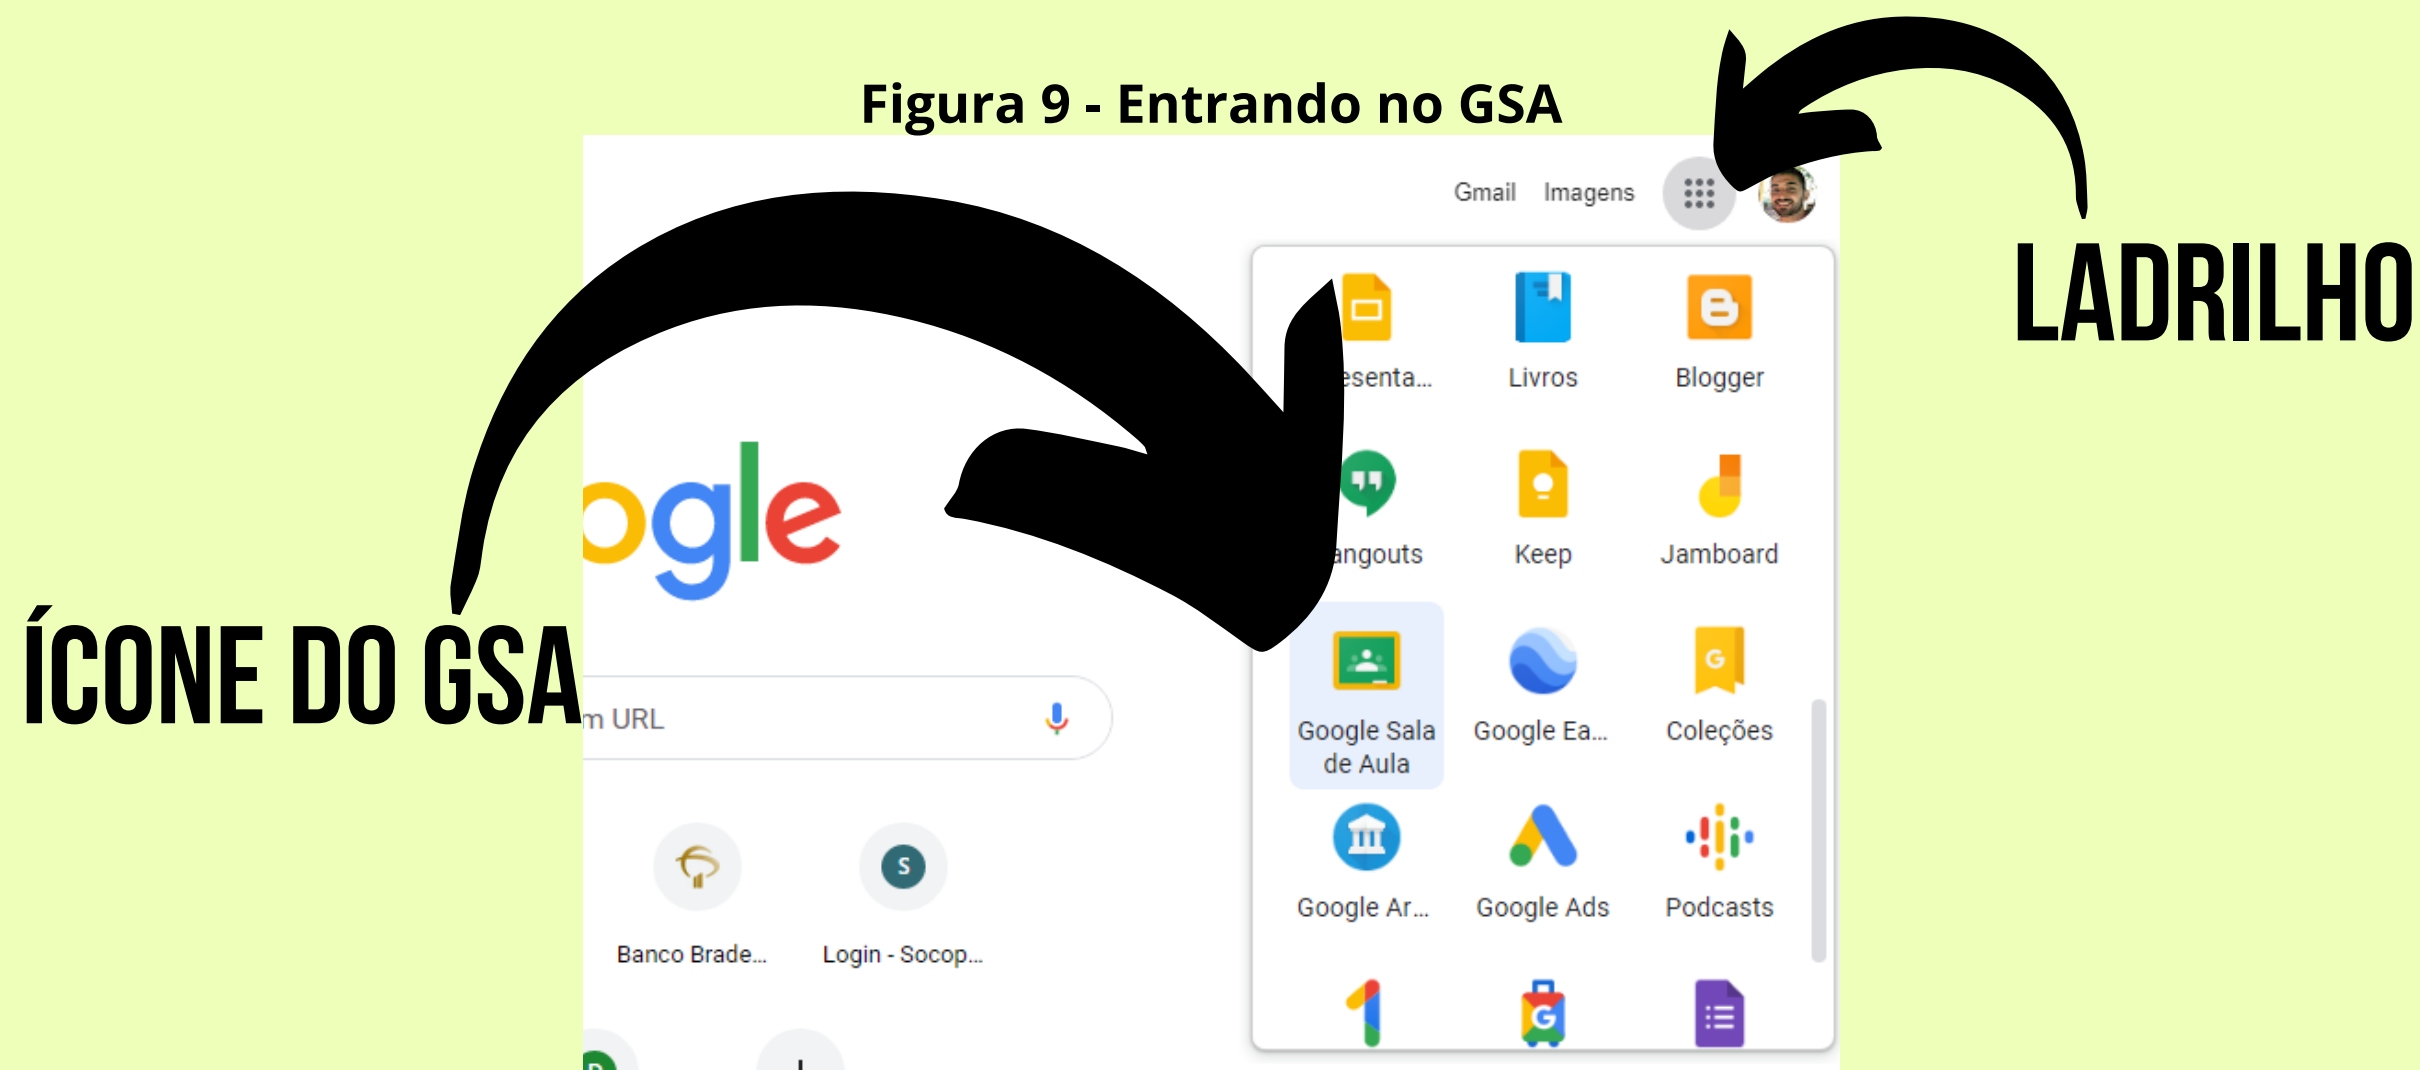 Figura 9 - Entrando no GSA
Gmail Imagens
LADRILHO
esenta... Livros Blogger
ogle
angouts Keep Jamboard
ÍCONE DO GSA
m URL
Google Sala de Aula
Google Ea... Coleções
S
Google Ar... Google Ads Podcasts
Banco Brade... Login - Socop...